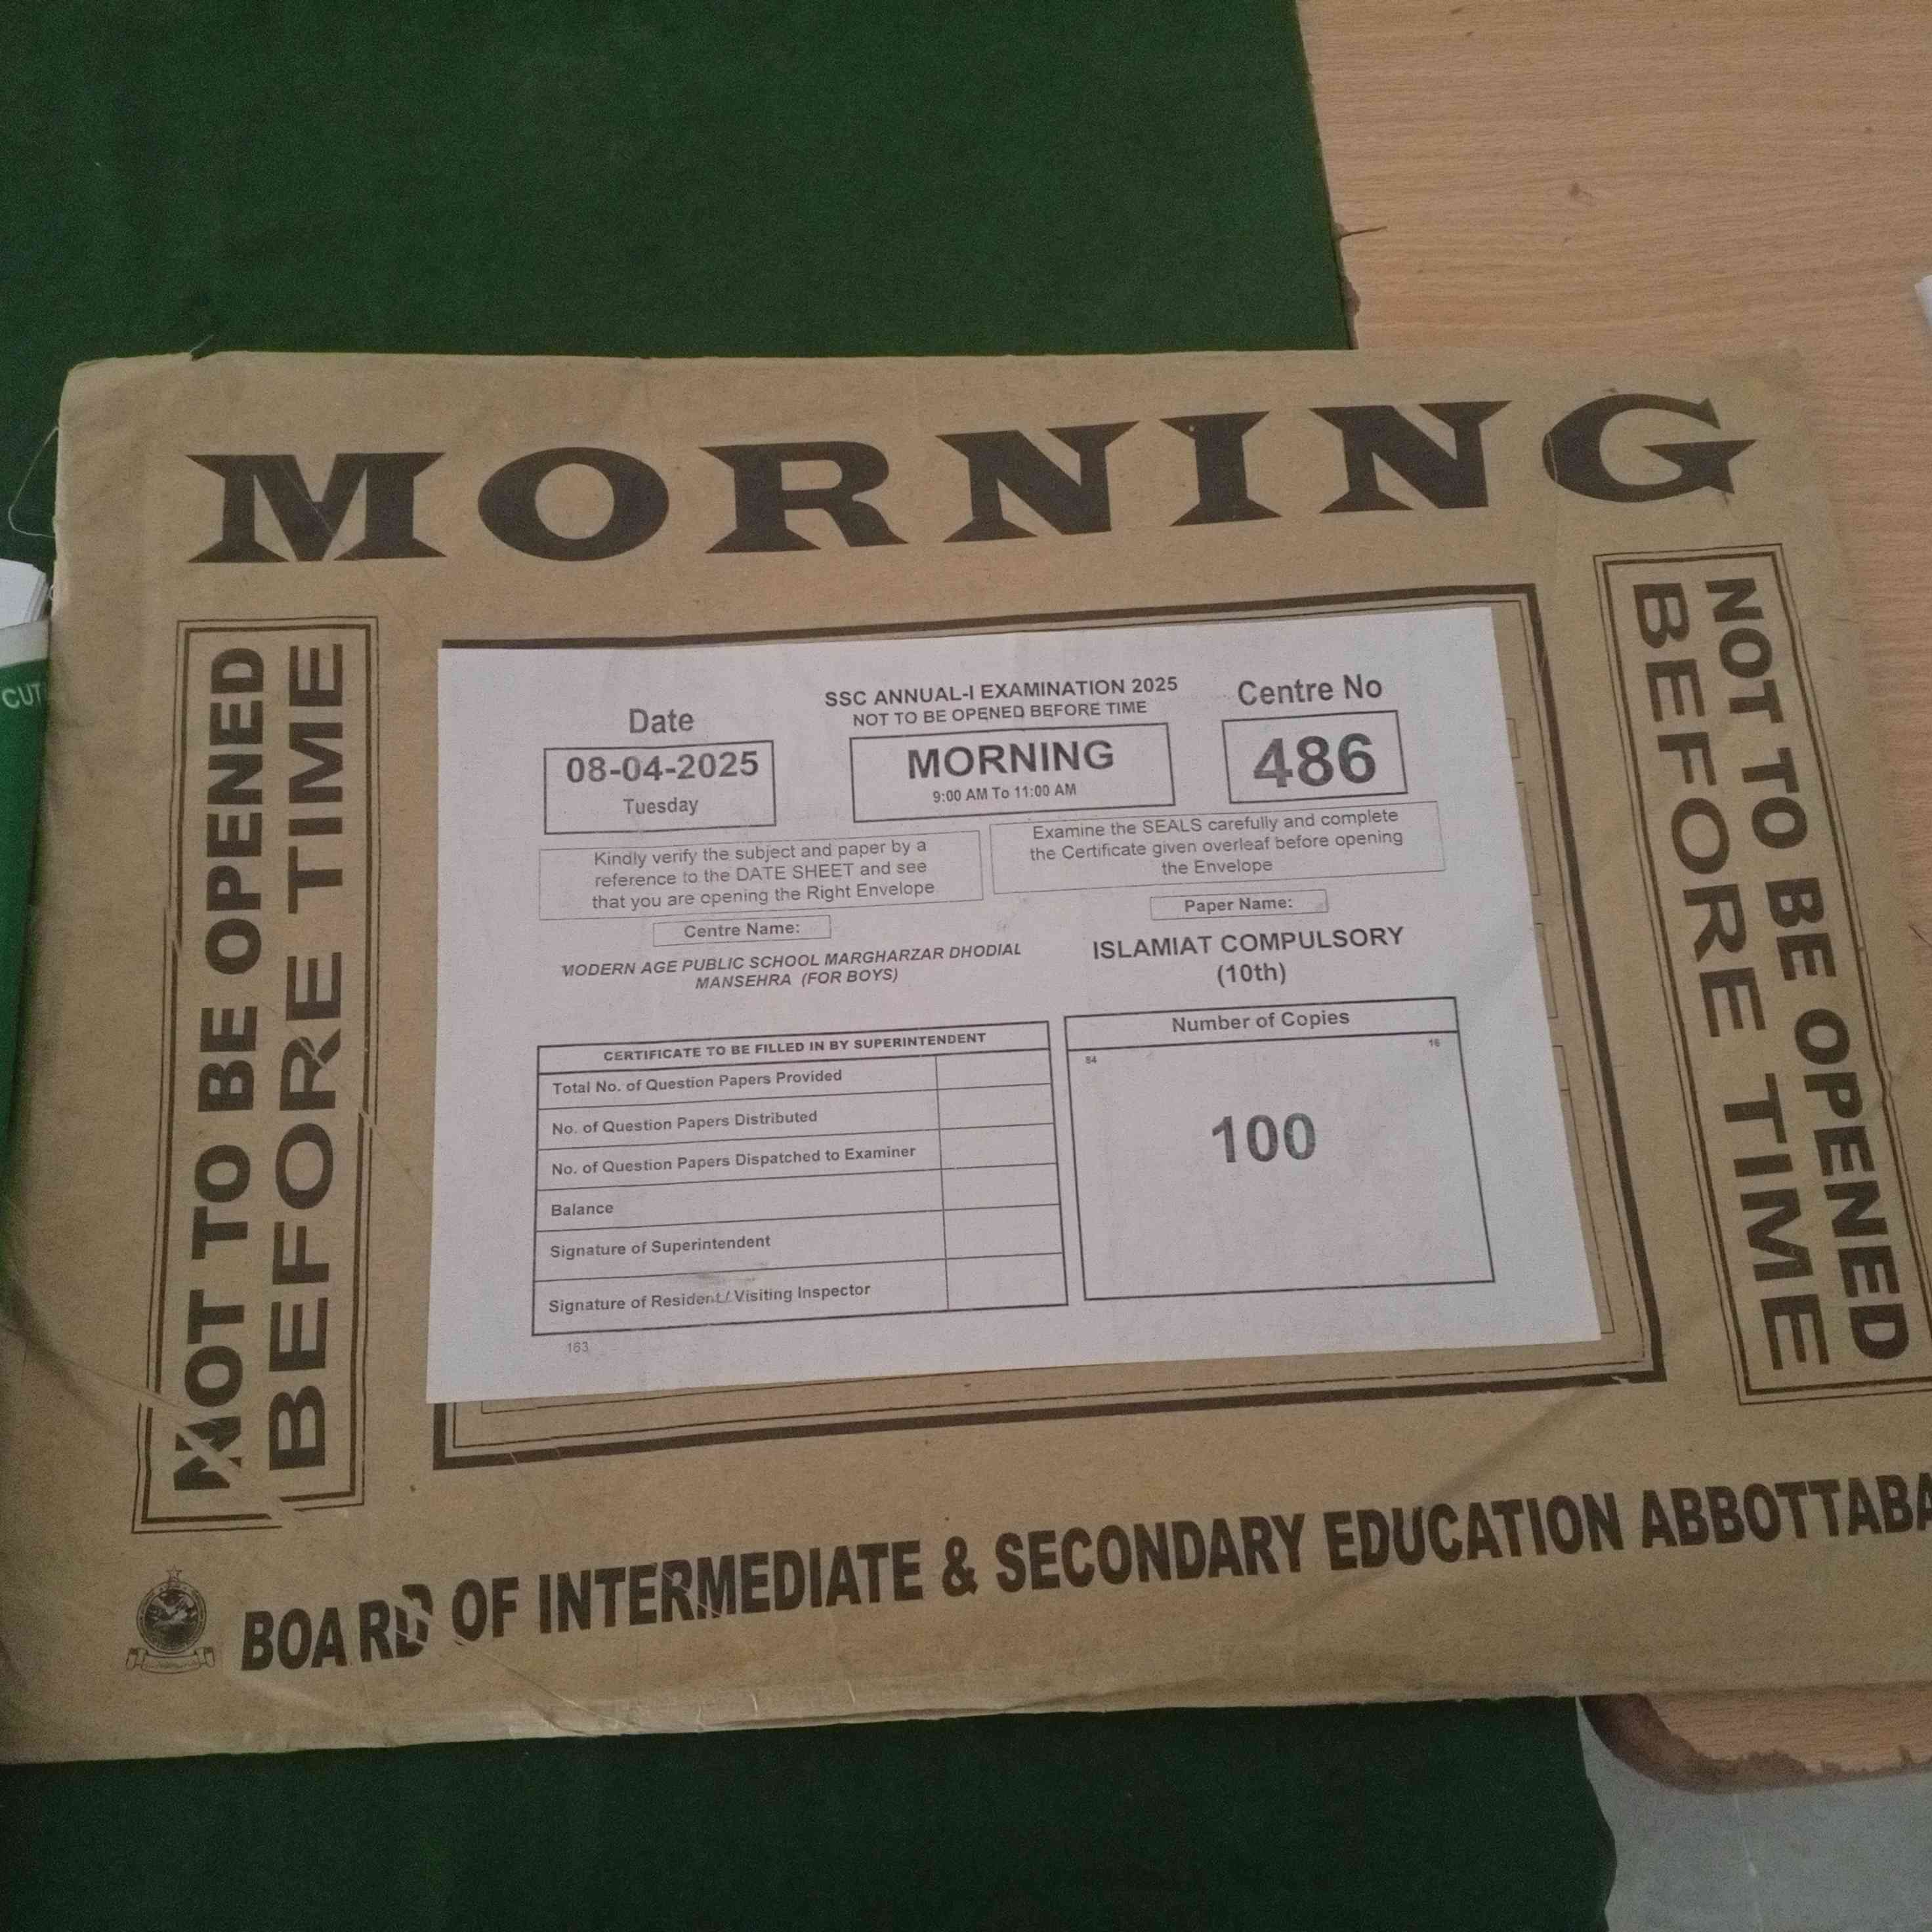 MORNING
NOT TO BE OPENED
BEFORE TIME
CUT
Date
08-04-2025
Tuesday
SSC ANNUAL-I EXAMINATION 2025
NOT TO BE OPENED BEFORE TIME
MORNING
9:00 AM To 11:00 AM
Centre No
486
Kindly verify the subject and paper by a
reference to the DATE SHEET and see
that you are opening the Right Envelope
Examine the SEALS carefully and complete
the Certificate given overleaf before opening
the Envelope
Centre Name:
MODERN AGE PUBLIC SCHOOL MARGHARZAR DHODIAL
MANSEHRA (FOR BOYS)
Paper Name:
ISLAMIAT COMPULSORY
(10th)
CERTIFICATE TO BE FILLED IN BY SUPERINTENDENT
Total No. of Question Papers Provided
No. of Question Papers Distributed
No. of Question Papers Dispatched to Examiner
Balance
Signature of Superintendent
Signature of Resident/ Visiting Inspector
163
Number of Copies
84 16
100
NOT TO BE OPENED
BEFORE TIME
BOARD OF INTERMEDIATE & SECONDARY EDUCATION ABBOTTABA